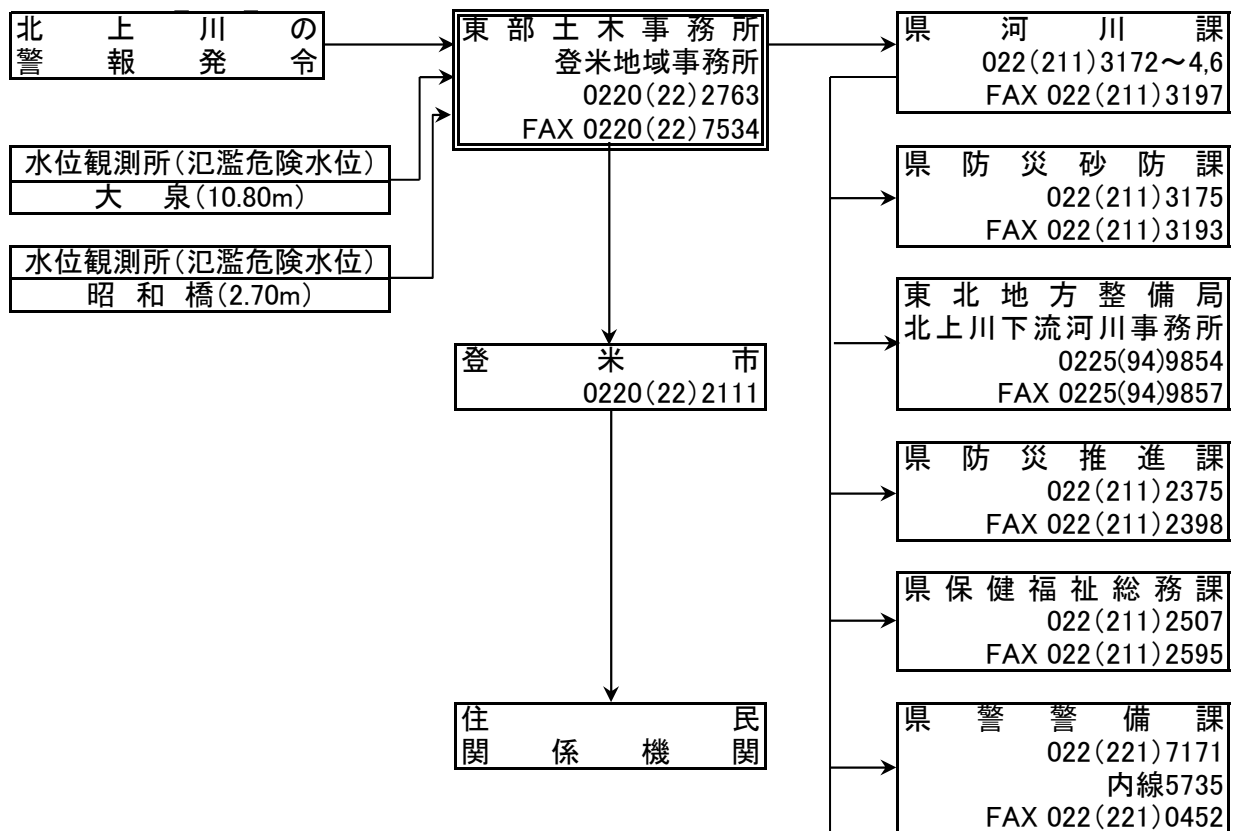 北上川の
警報発令
水位観測所(氾濫危険水位)
大泉(10.80m)
水位観測所(氾濫危険水位)
昭和橋(2.70m)
東部土木事務所
登米地域事務所
0220(22)2763
FAX 0220(22)7534
登米市
0220(22)2111
住民
関係機関
県河川課
022(211)3172〜4,6
FAX 022(211)3197
県防災砂防課
022(211)3175
FAX 022(211)3193
東北地方整備局
北上川下流河川事務所
0225(94)9854
FAX 0225(94)9857
県防災推進課
022(211)2375
FAX 022(211)2398
県保健福祉総務課
022(211)2507
FAX 022(211)2595
県警警備課
022(221)7171
内線5735
FAX 022(221)0452